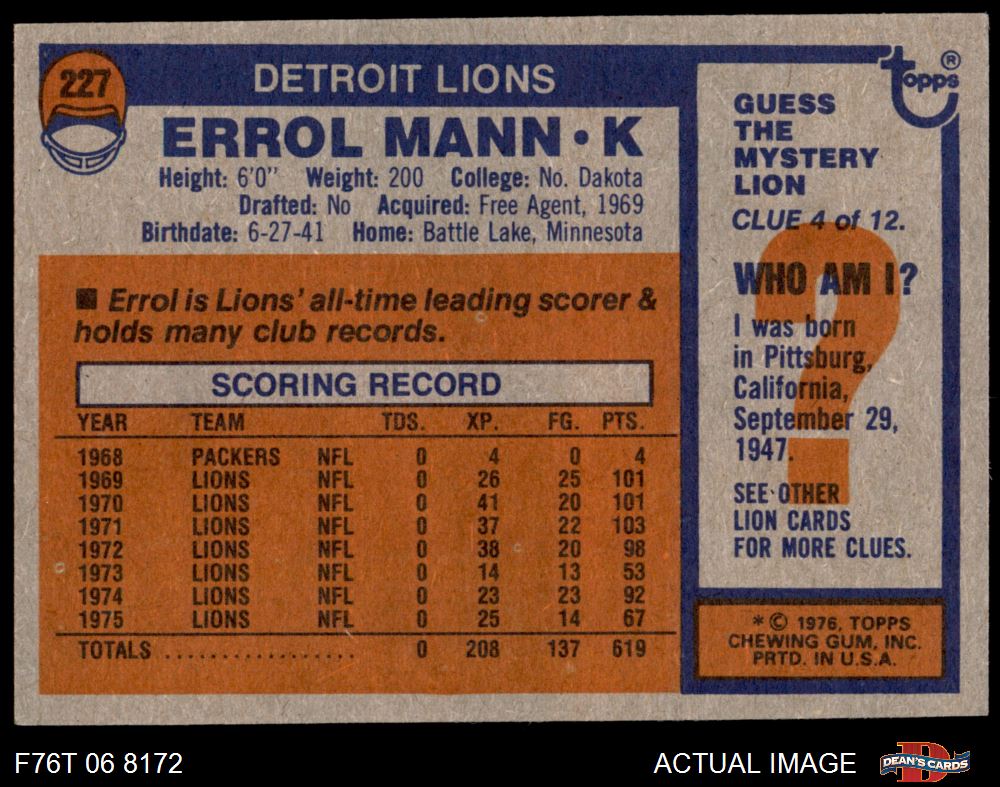 227
DETROIT LIONS
ERROL MANN • K
Height: 6'0" Weight: 200 College: No. Dakota
Drafted: No Acquired: Free Agent, 1969
Birthdate: 6-27-41 Home: Battle Lake, Minnesota
■ Errol is Lions' all-time leading scorer &
holds many club records.
SCORING RECORD
YEAR TEAM TDS. XP. FG. PTS.
1968 PACKERS NFL 0 4 0 4
1969 LIONS NFL 0 26 25 101
1970 LIONS NFL 0 41 20 101
1971 LIONS NFL 0 37 22 103
1972 LIONS NFL 0 38 20 98
1973 LIONS NFL 0 14 13 53
1974 LIONS NFL 0 23 23 92
1975 LIONS NFL 0 25 14 67
TOTALS .................. 0 208 137 619
topps ®
GUESS
THE
MYSTERY
LION
CLUE 4 of 12.
?
WHO AM I?
I was born
in Pittsburg,
California,
September 29,
1947.
SEE OTHER
LION CARDS
FOR MORE CLUES.
* © 1976, TOPPS
CHEWING GUM, INC.
PRTD. IN U.S.A.
F76T 06 8172
ACTUAL IMAGE
D
DEAN'S CARDS